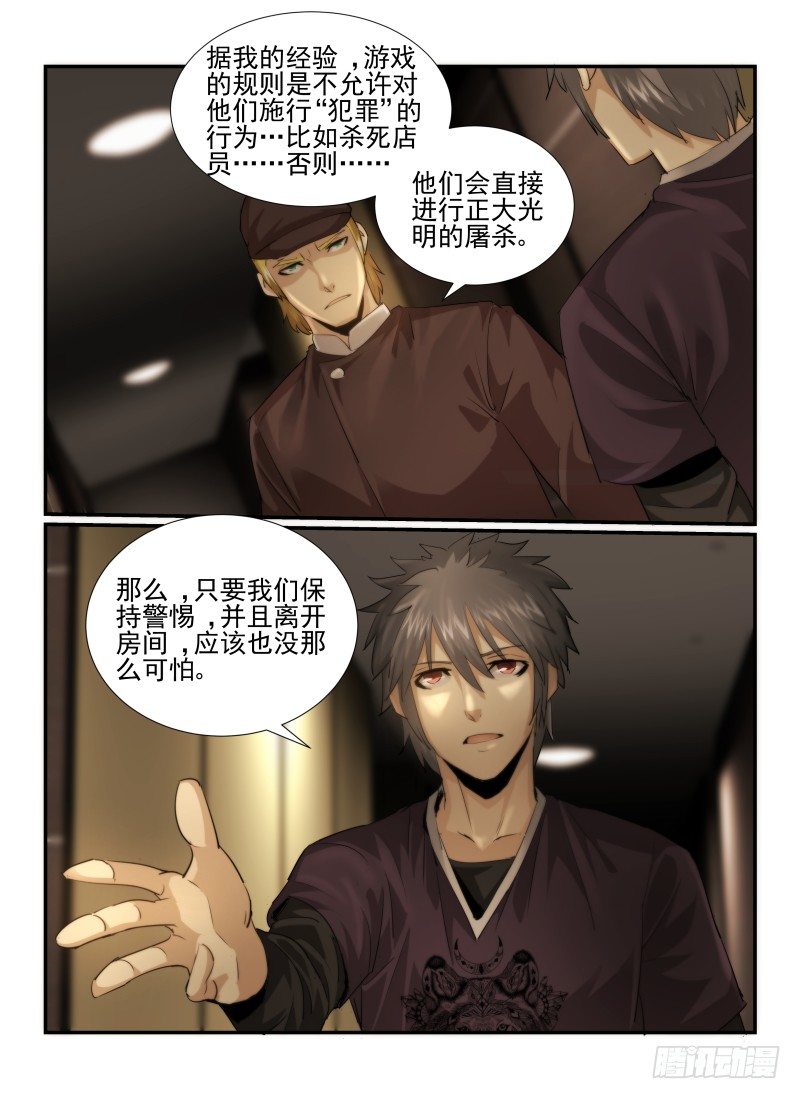 据我的经验,游戏
的规则是不允许对
他们施行“犯罪”的
行为…比如杀死店
员……否则……
他们会直接
进行正大光
明的屠杀。
那么,只要我们保
持警惕,并且离开
房间,应该也没那
么可怕。
腾讯动漫